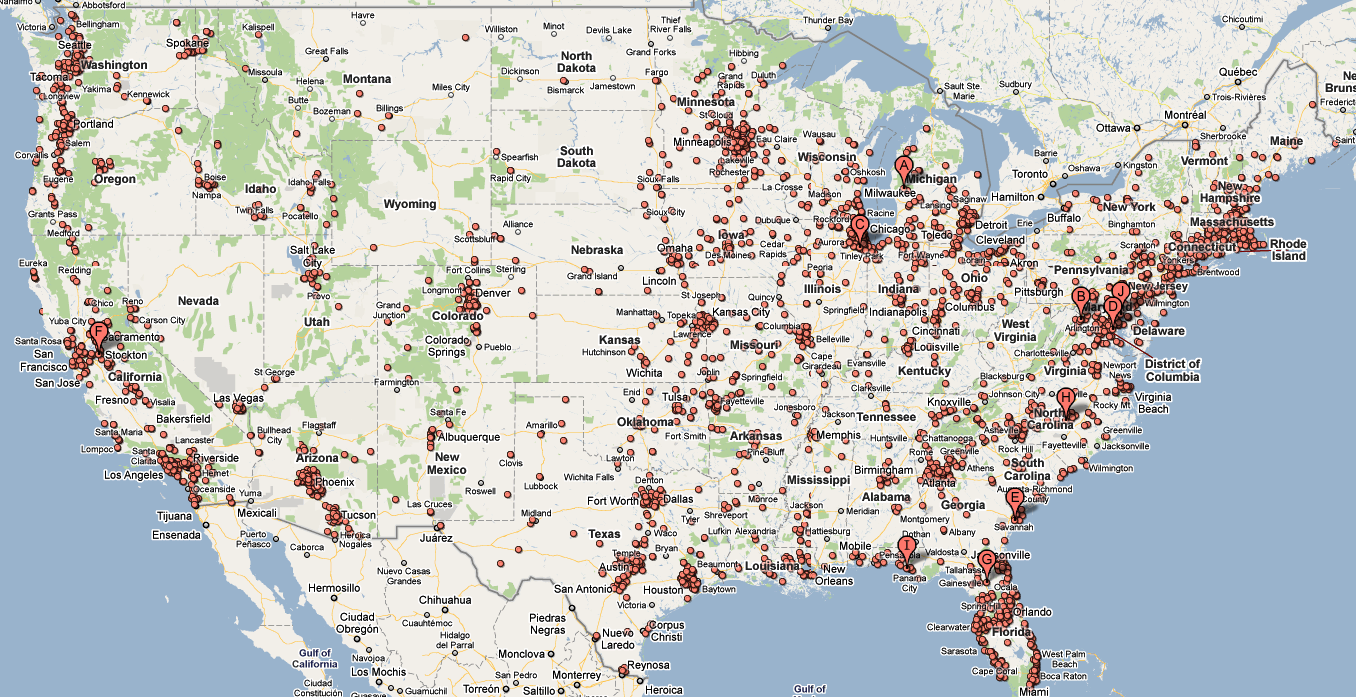 Nanaimo
Abbotsford
Victoria
Bellingham
Seattle
Tacoma
Washington
Spokane
Yakima
Longview
Kennewick
Portland
Salem
Corvallis
Eugene
Oregon
Grants Pass
Medford
Eureka
Redding
Chico
Reno
Yuba City
Carson City
Santa Rosa
Sacramento
San
Francisco
Stockton
San Jose
California
Fresno
Visalia
Bakersfield
Santa Maria
Lompoc
Lancaster
Santa
Clarita
Riverside
Los Angeles
Hemet
Oceanside
Yuma
Tijuana
Mexicali
Ensenada
Kalispell
Havre
Great Falls
Missoula
Helena
Montana
Butte
Bozeman
Billings
Miles City
Boise
Nampa
Idaho
Idaho Falls
Twin Falls
Pocatello
Wyoming
Salt Lake
City
Provo
Nevada
Utah
St George
Las Vegas
Bullhead
City
Flagstaff
Arizona
Phoenix
Tucson
Heroica
Nogales
Puerto
Peñasco
Caborca
Williston
Minot
Devils Lake
Thief
River Falls
Grand Forks
North
Dakota
Dickinson
Bismarck
Jamestown
Fargo
Spearfish
Rapid City
South
Dakota
Sioux Falls
Sioux City
Alliance
Scottsbluff
Nebraska
Omaha
Lincoln
Grand Island
Fort Collins
Sterling
Longmont
Denver
Grand
Junction
Colorado
Colorado
Springs
Pueblo
Farmington
Santa Fe
Albuquerque
New
Mexico
Las Cruces
Roswell
Clovis
Juárez
Manhattan
Topeka
Lawrence
Kansas City
St Joseph
Kansas
Hutchinson
Wichita
Enid
Tulsa
Oklahoma
Lawton
Amarillo
Lubbock
Wichita Falls
Midland
Denton
Fort Worth
Dallas
Tyler
Waco
Texas
Temple
Bryan
Austin
San Antonio
Houston
Baytown
Beaumont
Lufkin
Victoria
Corpus
Christi
Nuevo
Laredo
Reynosa
Heroica
Piedras
Negras
Monclova
Monterrey
San Pedro
Torreón
Saltillo
Hermosillo
Nuevo Casas
Grandes
Chihuahua
Cuauhtémoc
Ciudad
Obregón
Hidalgo
del Parral
Navojoa
Los Mochis
Guamuchil
Guasave
Ciudad
Constitución
Gulf of
California
Gulf of
Thunder Bay
Hibbing
Grand
Rapids
Duluth
Minnesota
St Cloud
Minneapolis
Lakeville
Rochester
Eau Claire
Wausau
Wisconsin
Oshkosh
La Crosse
Madison
Milwaukee
Racine
Rockford
Dubuque
Iowa
Des Moines
Cedar
Rapids
Chicago
Aurora
Tinley Park
Peoria
Illinois
Springfield
Quincy
Columbia
Missouri
Belleville
Cape
Girardeau
Joplin
Springfield
Fayetteville
Fort Smith
Arkansas
Pine Bluff
Jonesboro
Memphis
Jackson
Tennessee
Clarksville
Evansville
Kentucky
Louisville
Cincinnati
Indiana
Indianapolis
Fort Wayne
Toledo
Michigan
Lansing
Saginaw
Detroit
Cleveland
Lorain
Akron
Ohio
Columbus
Sault Ste.
Marie
Sudbury
Barrie
Oshawa
Toronto
Hamilton
Kingston
Ottawa
Montréal
Sherbrooke
Trois-Rivières
Québec
Chicoutimi
Maine
Vermont
New
Hampshire
Massachusetts
Connecticut
Rhode
Island
New York
Buffalo
Erie
Binghamton
Scranton
Yonkers
Brentwood
Pennsylvania
Pittsburgh
New Jersey
Wilmington
Delaware
Arlington
District of
Columbia
West
Virginia
Charlottesville
Virginia
Newport
News
Virginia
Beach
Blacksburg
Johnson City
Knoxville
Rocky Mt
North
Carolina
Greenville
Fayetteville
Jacksonville
Wilmington
Asheville
Rock Hill
South
Carolina
Chattanooga
Greenville
Huntsville
Rome
Athens
Atlanta
Augusta-Richmond
County
Georgia
Savannah
Birmingham
Alabama
Montgomery
Albany
Dothan
Valdosta
Mississippi
Meridian
Jackson
Hattiesburg
Monroe
Shreveport
Alexandria
Louisiana
New
Orleans
Mobile
Pensacola
Panama
City
Tallahassee
Jacksonville
Gainesville
Ocala
Spring Hill
Orlando
Clearwater
Florida
Sarasota
Cape Coral
West Palm
Beach
Boca Raton
Miami
A
B
C
D
E
F
G
H
I
J